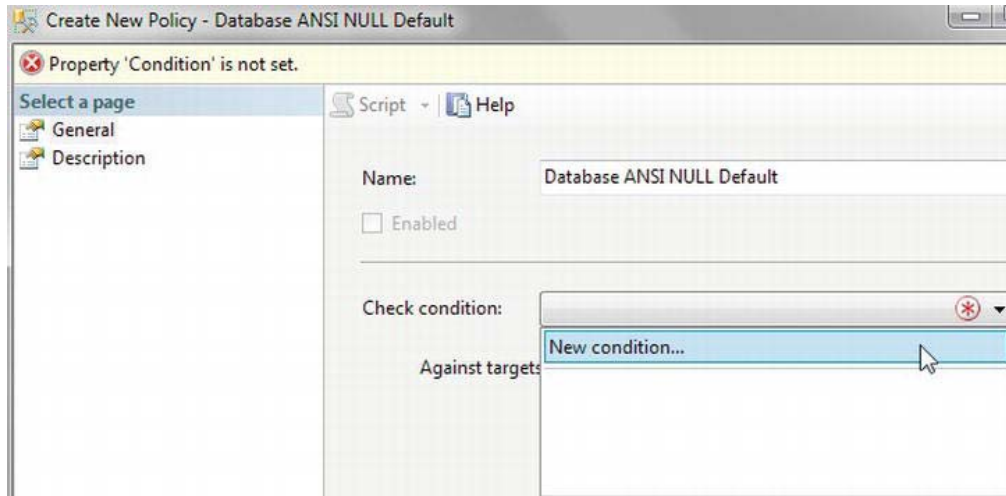 Create New Policy - Database ANSI NULL Default
Property 'Condition' is not set.
Select a page
General
Description
Script
Help
Name:
Database ANSI NULL Default
Enabled
Check condition:
New condition...
Against targets